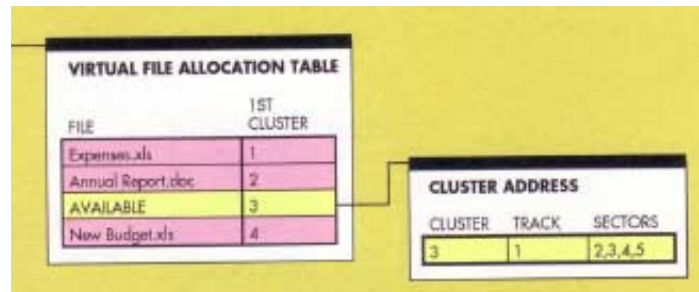 VIRTUAL FILE ALLOCATION TABLE
FILE 1ST CLUSTER
Expenses.xls 1
Annual Report.doc 2
AVAILABLE 3
New Budget.xls 4
CLUSTER ADDRESS
CLUSTER TRACK SECTORS
3 1 2,3,4,5